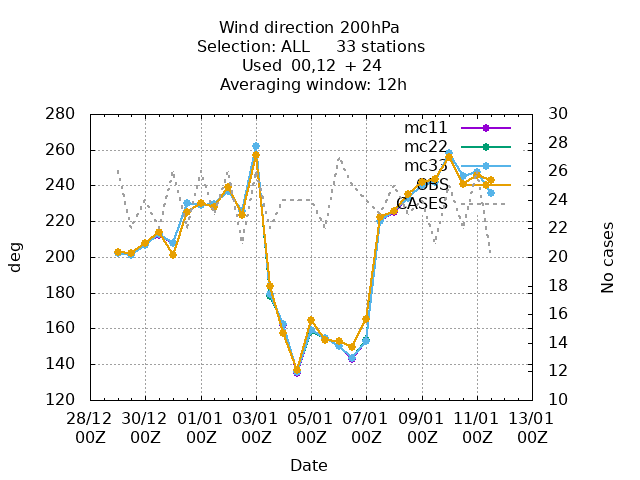 Wind direction 200hPa
Selection: ALL 33 stations
Used 00,12 + 24
Averaging window: 12h
280
260
240
220
200
180
160
140
120
30
28
26
24
22
20
18
16
14
12
10
mc11
mc22
mc33
OBS
CASES
deg
No cases
28/12 30/12 01/01 03/01 05/01 07/01 09/01 11/01 13/01
00Z 00Z 00Z 00Z 00Z 00Z 00Z 00Z 00Z
Date